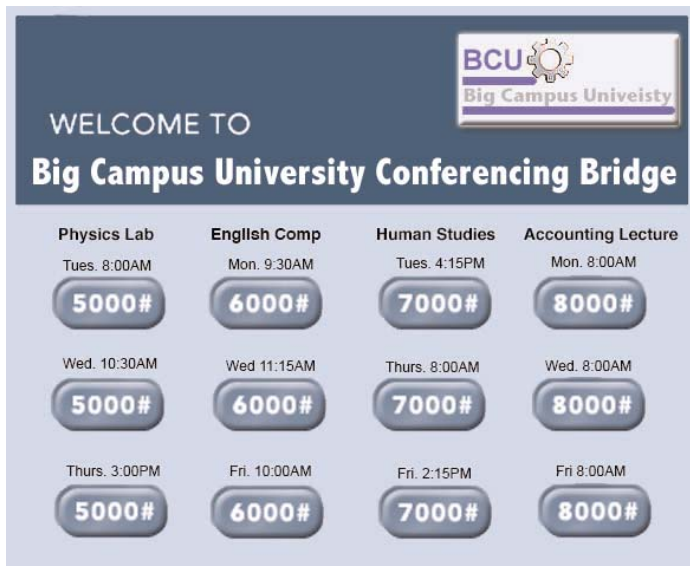 BCU
Big Campus Univeisty
WELCOME TO
Big Campus University Conferencing Bridge
Physics Lab English Comp Human Studies Accounting Lecture
Tues. 8:00AM Mon. 9:30AM Tues. 4:15PM Mon. 8:00AM
5000# 6000# 7000# 8000#
Wed. 10:30AM Wed 11:15AM Thurs. 8:00AM Wed. 8:00AM
5000# 6000# 7000# 8000#
Thurs. 3:00PM Fri. 10:00AM Fri. 2:15PM Fri 8:00AM
5000# 6000# 7000# 8000#